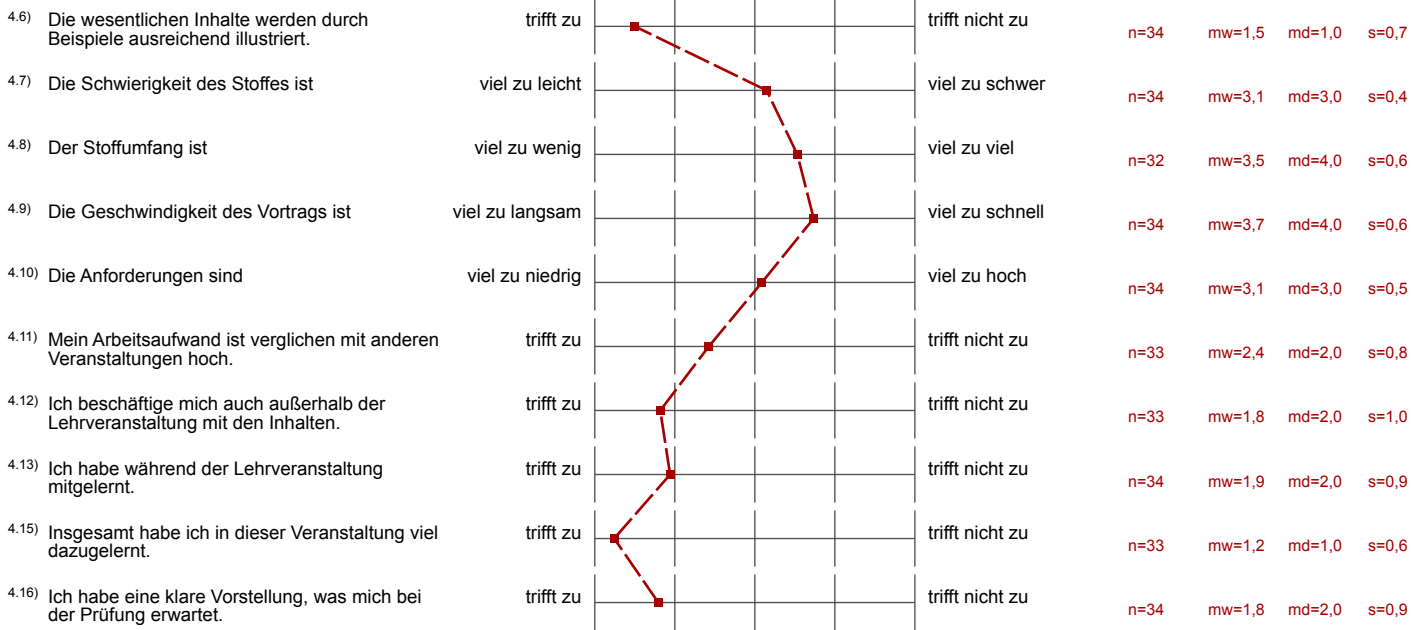 4.6) Die wesentlichen Inhalte werden durch Beispiele ausreichend illustriert. trifft zu trifft nicht zu n=34 mw=1,5 md=1,0 s=0,7
4.7) Die Schwierigkeit des Stoffes ist viel zu leicht viel zu schwer n=34 mw=3,1 md=3,0 s=0,4
4.8) Der Stoffumfang ist viel zu wenig viel zu viel n=32 mw=3,5 md=4,0 s=0,6
4.9) Die Geschwindigkeit des Vortrags ist viel zu langsam viel zu schnell n=34 mw=3,7 md=4,0 s=0,6
4.10) Die Anforderungen sind viel zu niedrig viel zu hoch n=34 mw=3,1 md=3,0 s=0,5
4.11) Mein Arbeitsaufwand ist verglichen mit anderen Veranstaltungen hoch. trifft zu trifft nicht zu n=33 mw=2,4 md=2,0 s=0,8
4.12) Ich beschäftige mich auch außerhalb der Lehrveranstaltung mit den Inhalten. trifft zu trifft nicht zu n=33 mw=1,8 md=2,0 s=1,0
4.13) Ich habe während der Lehrveranstaltung mitgelernt. trifft zu trifft nicht zu n=34 mw=1,9 md=2,0 s=0,9
4.15) Insgesamt habe ich in dieser Veranstaltung viel dazugelernt. trifft zu trifft nicht zu n=33 mw=1,2 md=1,0 s=0,6
4.16) Ich habe eine klare Vorstellung, was mich bei der Prüfung erwartet. trifft zu trifft nicht zu n=34 mw=1,8 md=2,0 s=0,9